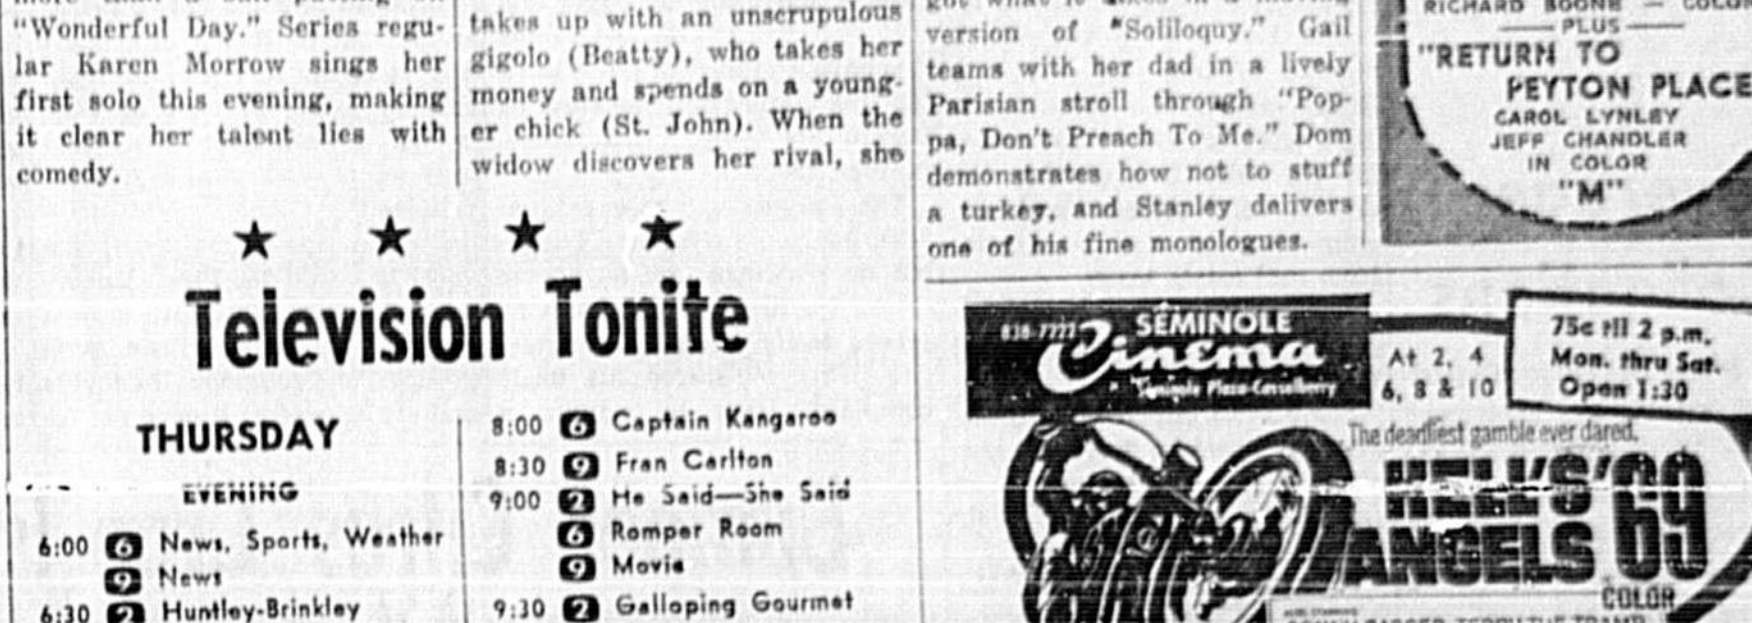 "Wonderful Day." Series regu-
lar Karen Morrow sings her
first solo this evening, making
it clear her talent lies with
comedy.
takes up with an unscrupulous
gigolo (Beatty), who takes her
money and spends on a young-
er chick (St. John). When the
widow discovers her rival, she
version of "Soliloquy." Gail
teams with her dad in a lively
Parisian stroll through "Pop-
pa, Don't Preach To Me." Dom
demonstrates how not to stuff
a turkey, and Stanley delivers
one of his fine monologues.
RICHARD BOONE — COLOR
PLUS
"RETURN TO
PEYTON PLACE
CAROL LYNLEY
JEFF CHANDLER
IN COLOR
"M"
Television Tonite
THURSDAY
EVENING
6:00 6 News, Sports, Weather
9 News
6:30 2 Huntley-Brinkley
8:00 6 Captain Kangaroo
8:30 9 Fran Carlton
9:00 2 He Said—She Said
6 Romper Room
9 Movie
9:30 2 Galloping Gourmet
SEMINOLE
Cinema
Seminole Plaza-Casselberry
At 2, 4
6, 8 & 10
75c til 2 p.m.
Mon. thru Sat.
Open 1:30
The deadliest gamble ever dared.
HELL'S
ANGELS '69
COLOR